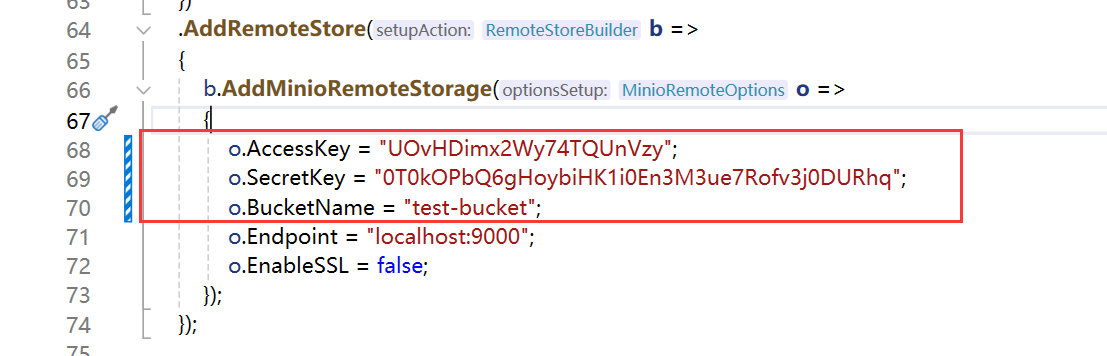 63 })
64 .AddRemoteStore(setupAction: RemoteStoreBuilder b =>
65 {
66 b.AddMinioRemoteStorage(optionsSetup: MinioRemoteOptions o =>
67 {
68 o.AccessKey = "UOvHDimx2Wy74TQUnVzy";
69 o.SecretKey = "0T0kOPbQ6gHoybiHK1i0En3M3ue7Rofv3j0DURhq";
70 o.BucketName = "test-bucket";
71 o.Endpoint = "localhost:9000";
72 o.EnableSSL = false;
73 });
74 });
75